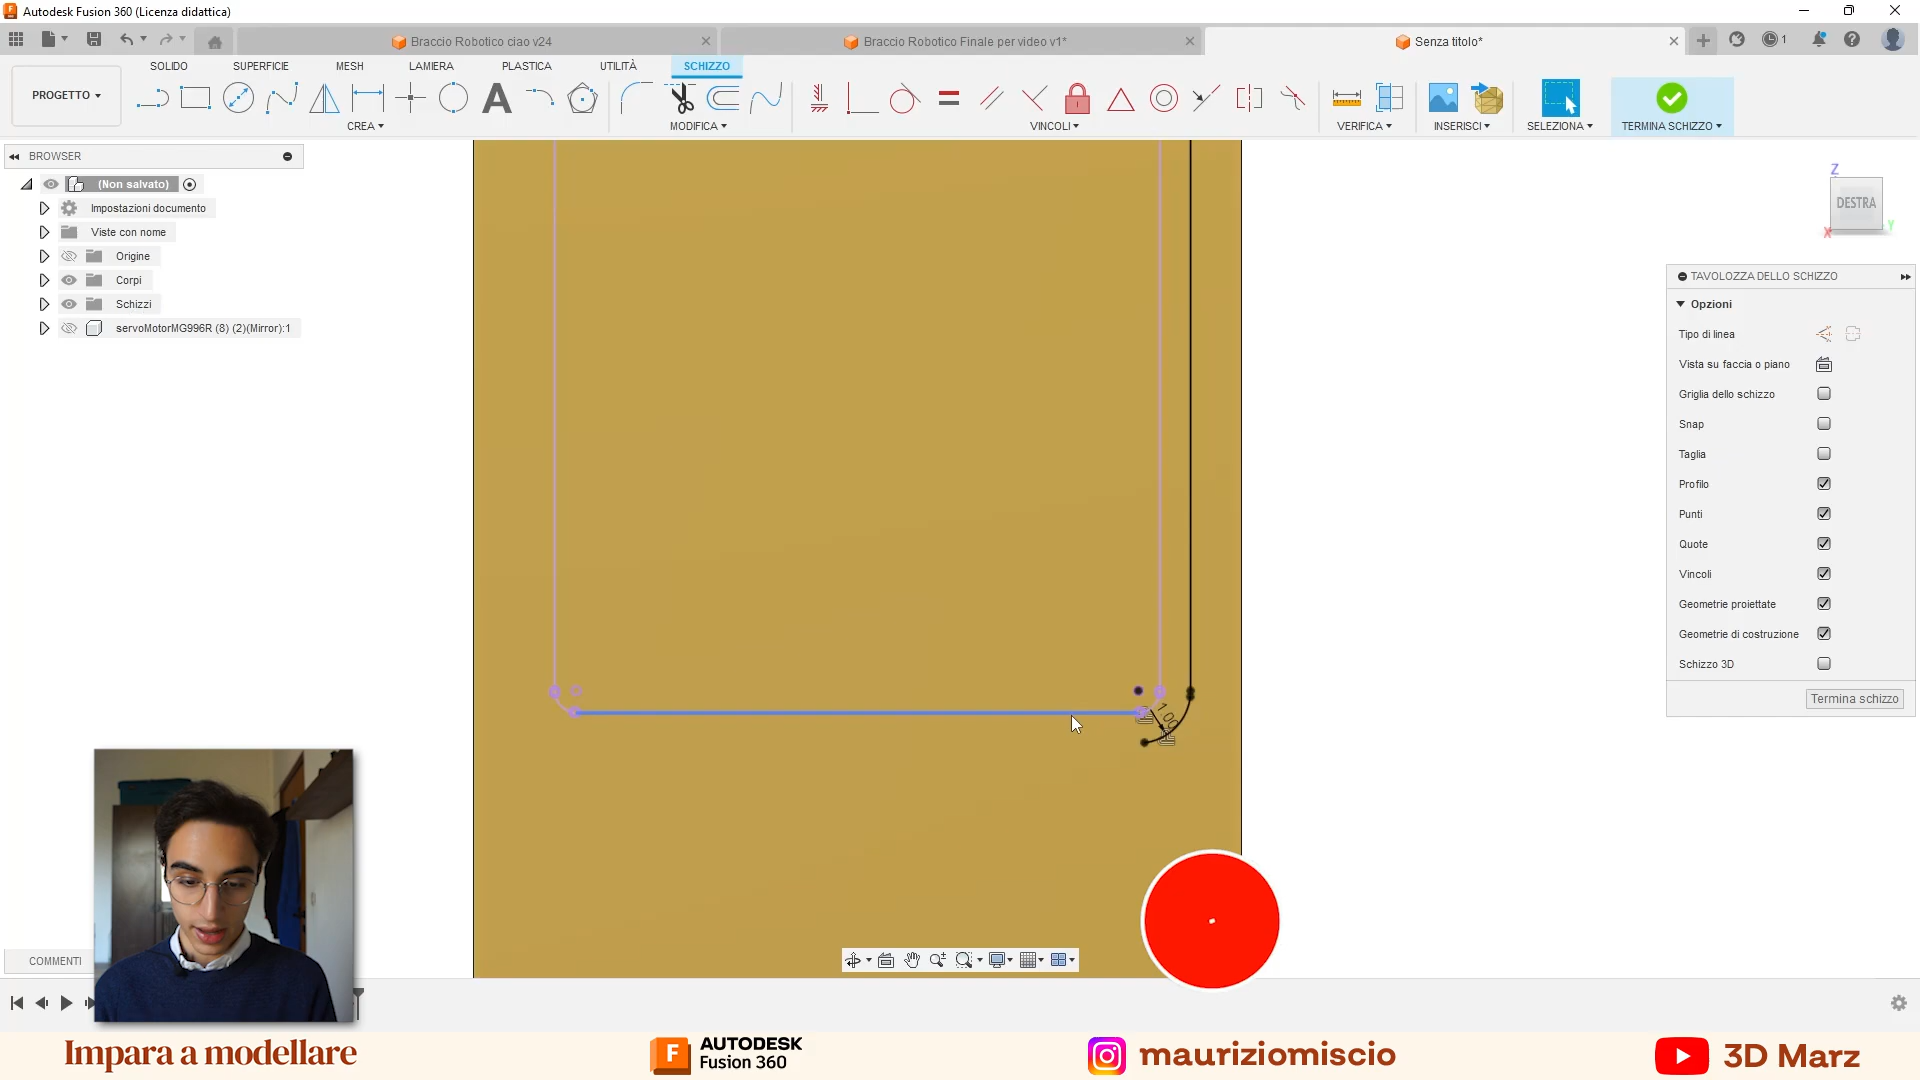 Autodesk Fusion 360 (Licenza didattica)
Braccio Robotico ciao v24
Braccio Robotico Finale per video v1*
Senza titolo*
1
SOLIDO
SUPERFICIE
MESH
LAMIERA
PLASTICA
UTILITÀ
SCHIZZO
PROGETTO
CREA
MODIFICA
VINCOLI
VERIFICA
INSERISCI
SELEZIONA
TERMINA SCHIZZO
BROWSER
(Non salvato)
Impostazioni documento
Viste con nome
Origine
Corpi
Schizzi
servoMotorMG996R (8) (2)(Mirror):1
Z
DESTRA
X
Y
TAVOLOZZA DELLO SCHIZZO
Opzioni
Tipo di linea
Vista su faccia o piano
Griglia dello schizzo
Snap
Taglia
Profilo
Punti
Quote
Vincoli
Geometrie proiettate
Geometrie di costruzione
Schizzo 3D
Termina schizzo
1.00
COMMENTI
Impara a modellare
F
AUTODESK
Fusion 360
mauriziomiscio
3D Marz